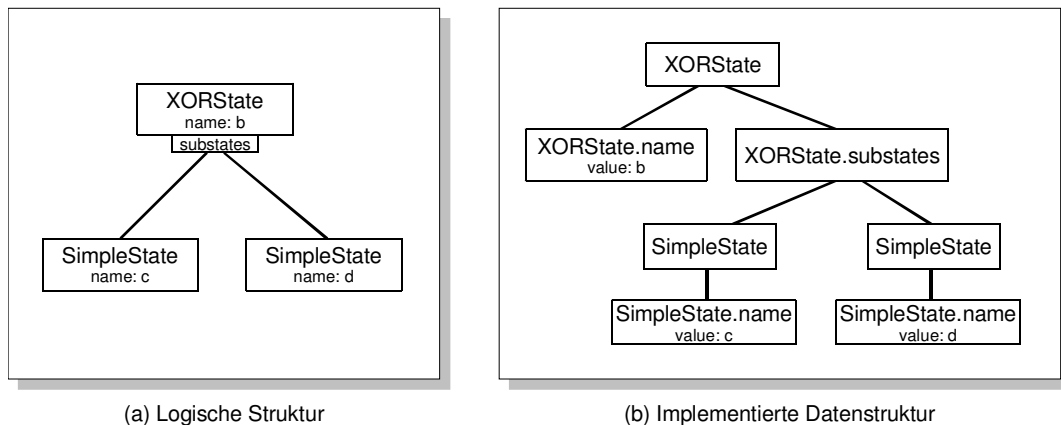 XORState
name: b
substates
SimpleState
name: c
SimpleState
name: d
(a) Logische Struktur
XORState
XORState.name
value: b
XORState.substates
SimpleState
SimpleState
SimpleState.name
value: c
SimpleState.name
value: d
(b) Implementierte Datenstruktur